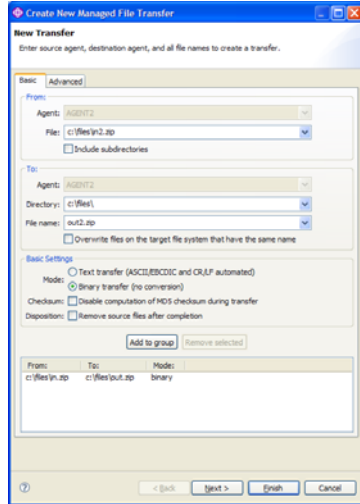 Create New Managed File Transfer
New Transfer
Enter source agent, destination agent, and all file names to create a transfer.
Basic Advanced
From:
Agent: AGENT2
File: c:\files\in2.zip
Include subdirectories
To:
Agent: AGENT2
Directory: c:\files\
File name: out2.zip
Overwrite files on the target file system that have the same name
Basic Settings
Mode: Text transfer (ASCII/EBCDIC and CR/LF automated)
Binary transfer (no conversion)
Checksum: Disable computation of MD5 checksum during transfer
Disposition: Remove source files after completion
Add to group Remove selected
From: To: Mode:
c:\files\in.zip c:\files\out.zip binary
? < Back Next > Finish Cancel